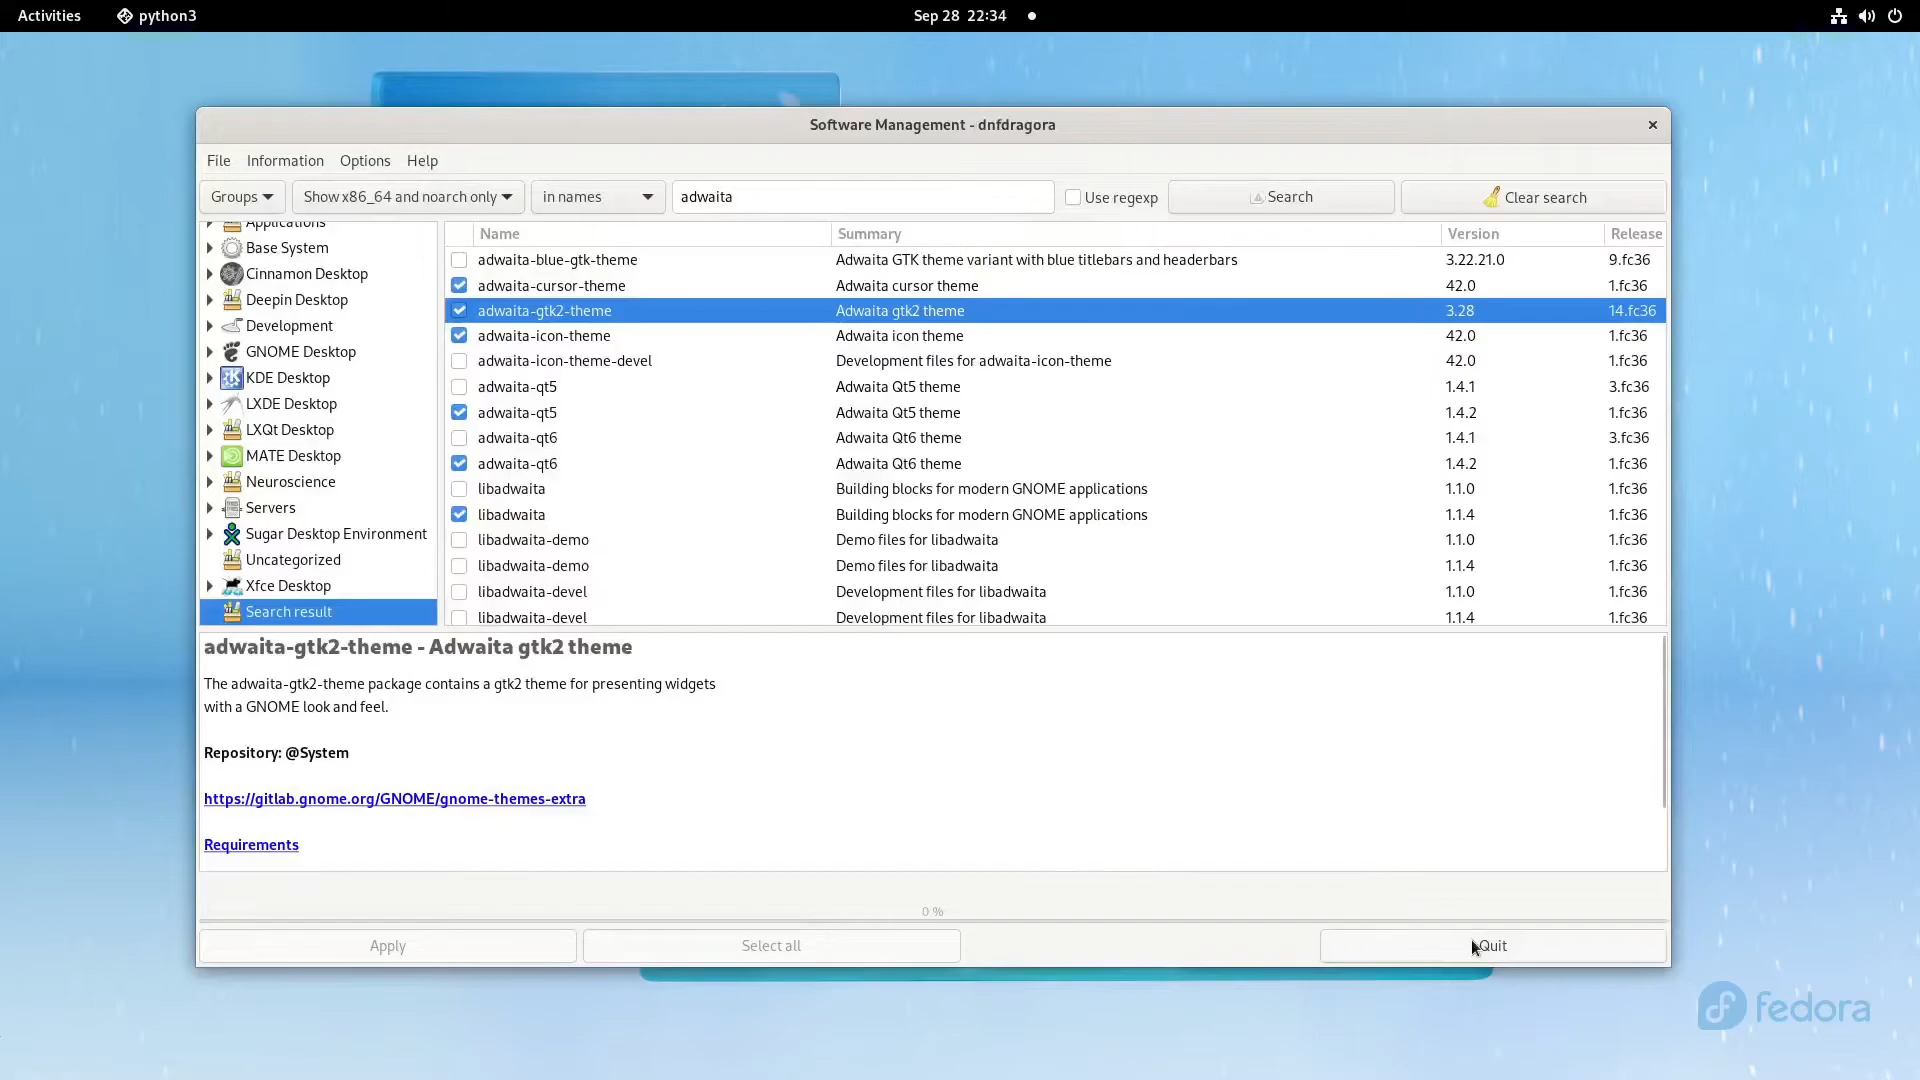 Activities python3 Sep 28 22:34
Software Management - dnfdragora ×
File Information Options Help
Groups Show x86_64 and noarch only in names adwaita Use regexp Search Clear search
Applications
Base System
Cinnamon Desktop
Deepin Desktop
Development
GNOME Desktop
KDE Desktop
LXDE Desktop
LXQt Desktop
MATE Desktop
Neuroscience
Servers
Sugar Desktop Environment
Uncategorized
Xfce Desktop
Search result
Name Summary Version Release
adwaita-blue-gtk-theme Adwaita GTK theme variant with blue titlebars and headerbars 3.22.21.0 9.fc36
adwaita-cursor-theme Adwaita cursor theme 42.0 1.fc36
adwaita-gtk2-theme Adwaita gtk2 theme 3.28 14.fc36
adwaita-icon-theme Adwaita icon theme 42.0 1.fc36
adwaita-icon-theme-devel Development files for adwaita-icon-theme 42.0 1.fc36
adwaita-qt5 Adwaita Qt5 theme 1.4.1 3.fc36
adwaita-qt5 Adwaita Qt5 theme 1.4.2 1.fc36
adwaita-qt6 Adwaita Qt6 theme 1.4.1 3.fc36
adwaita-qt6 Adwaita Qt6 theme 1.4.2 1.fc36
libadwaita Building blocks for modern GNOME applications 1.1.0 1.fc36
libadwaita Building blocks for modern GNOME applications 1.1.4 1.fc36
libadwaita-demo Demo files for libadwaita 1.1.0 1.fc36
libadwaita-demo Demo files for libadwaita 1.1.4 1.fc36
libadwaita-devel Development files for libadwaita 1.1.0 1.fc36
libadwaita-devel Development files for libadwaita 1.1.4 1.fc36
adwaita-gtk2-theme - Adwaita gtk2 theme
The adwaita-gtk2-theme package contains a gtk2 theme for presenting widgets
with a GNOME look and feel.
Repository: @System
https://gitlab.gnome.org/GNOME/gnome-themes-extra
Requirements
0 %
Apply Select all Quit
fedora